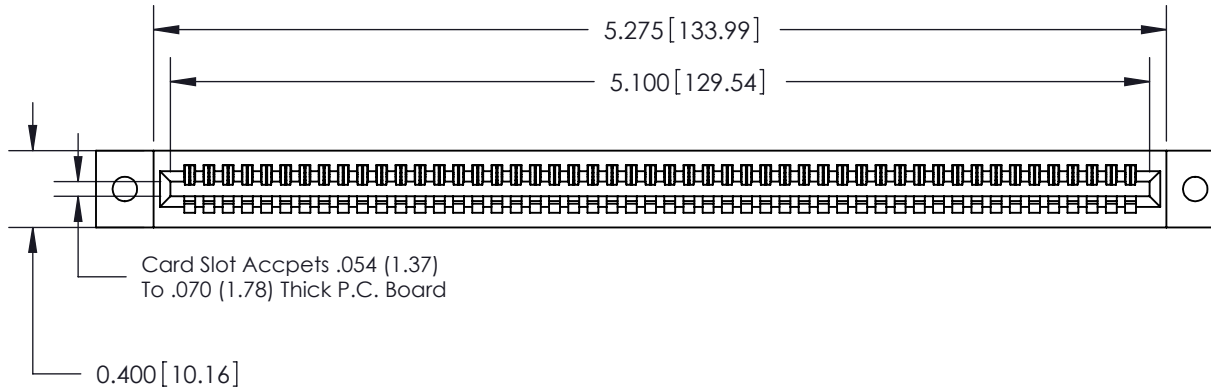 5.275 [133.99]
5.100 [129.54]
Card Slot Accpets .054 (1.37)
To .070 (1.78) Thick P.C. Board
0.400 [10.16]